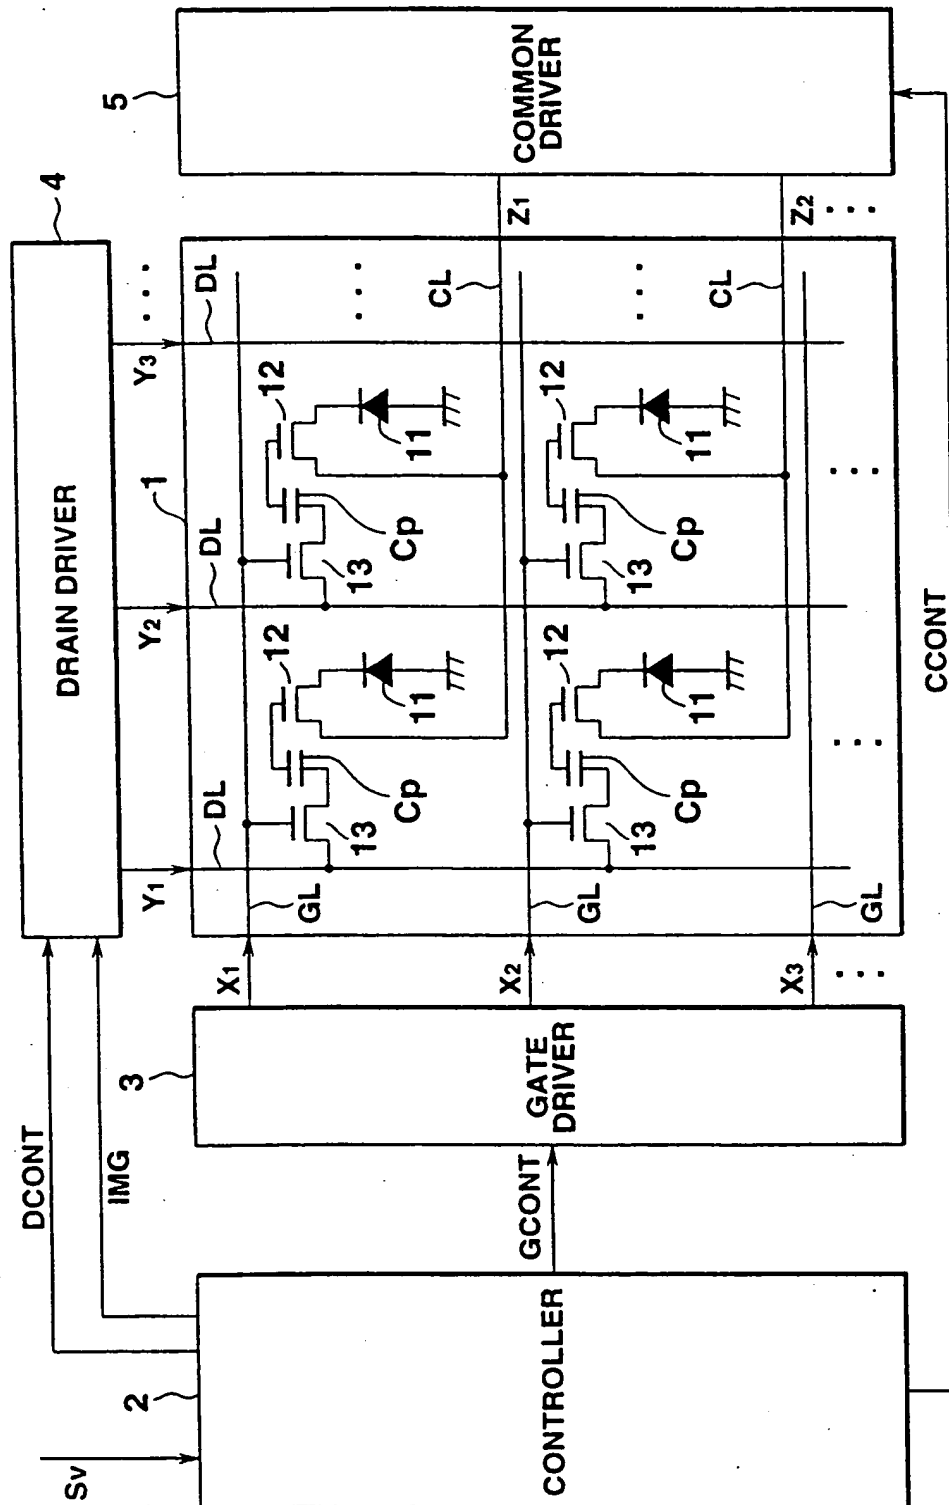 Sv
2
CONTROLLER
DCONT
IMG
GCONT
CCONT
3
GATE
DRIVER
X1
X2
X3
DRAIN DRIVER
4
Y1
Y2
Y3
1
DL
DL
DL
GL
GL
GL
13
Cp
12
11
13
Cp
12
11
13
Cp
12
11
13
Cp
12
11
CL
CL
Z1
Z2
5
COMMON
DRIVER